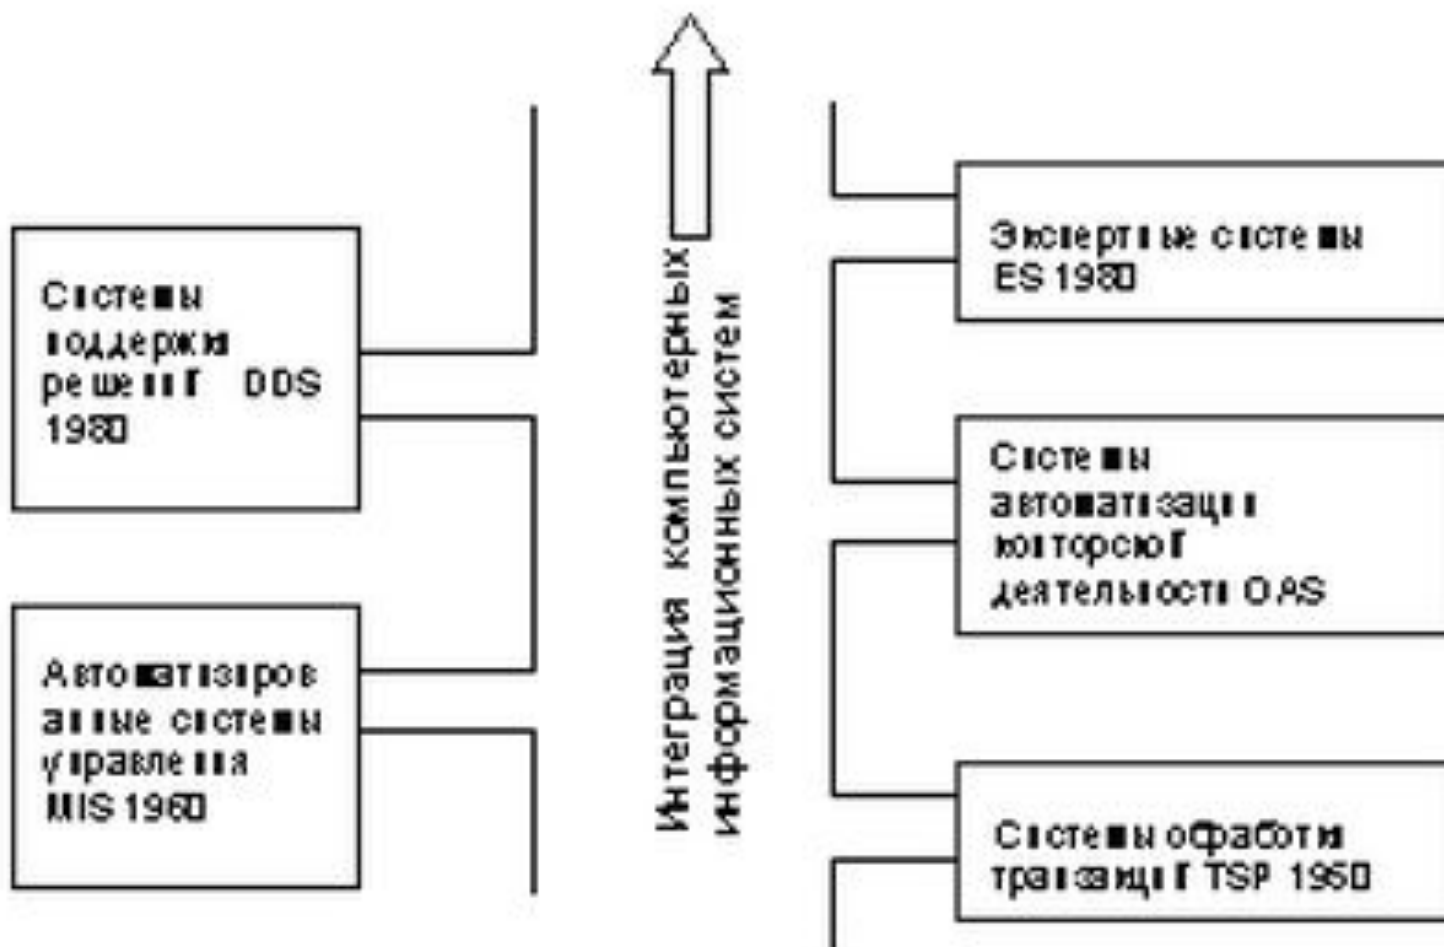 Системы
поддержки
решений DDS
1980
Автоматизиров
анные системы
управления
MIS 1960
Интеграция компьютерных
информационных систем
Экспертные системы
ES 1980
Системы
автоматизации
конторской
деятельности OAS
Системы обработки
транзакций TSP 1950